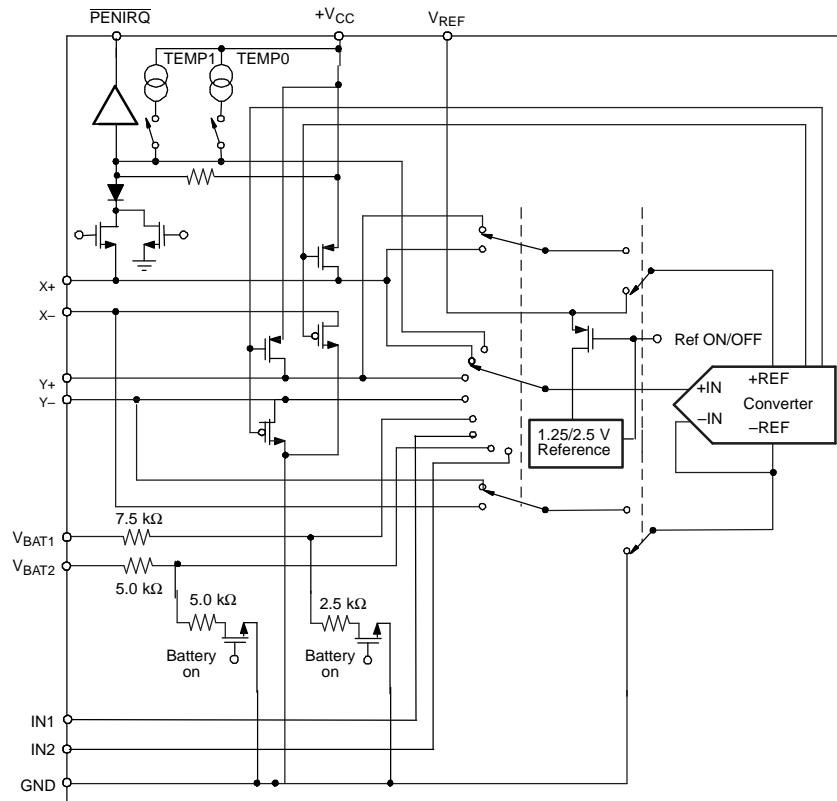 PENIRQ
+VCC
VREF
TEMP1
TEMP0
X+
X–
Y+
Y–
Ref ON/OFF
+IN
+REF
Converter
–IN
–REF
1.25/2.5 V
Reference
7.5 kΩ
VBAT1
VBAT2
5.0 kΩ
5.0 kΩ
2.5 kΩ
Battery
on
Battery
on
IN1
IN2
GND